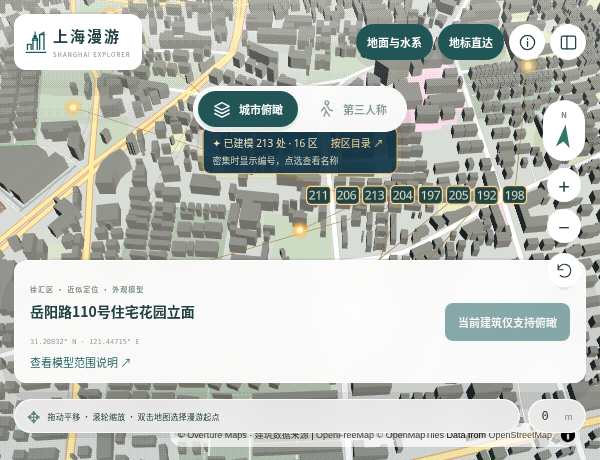 上海漫游
SHANGHAI EXPLORER
地面与水系
地标直达
城市俯瞰
第三人称
N
✦ 已建模 213 处 · 16 区 按区目录 ↗
密集时显示编号，点选查看名称
211 206 213 204 197 205 192 198
+
−
徐汇区 · 近似定位 · 外观模型
岳阳路110号住宅花园立面
当前建筑仅支持俯瞰
31.20832° N · 121.44715° E
查看模型范围说明 ↗
拖动平移 · 滚轮缩放 · 双击地图选择漫游起点
0 m
© Overture Maps · 建筑数据来源 | OpenFreeMap © OpenMapTiles Data from OpenStreetMap